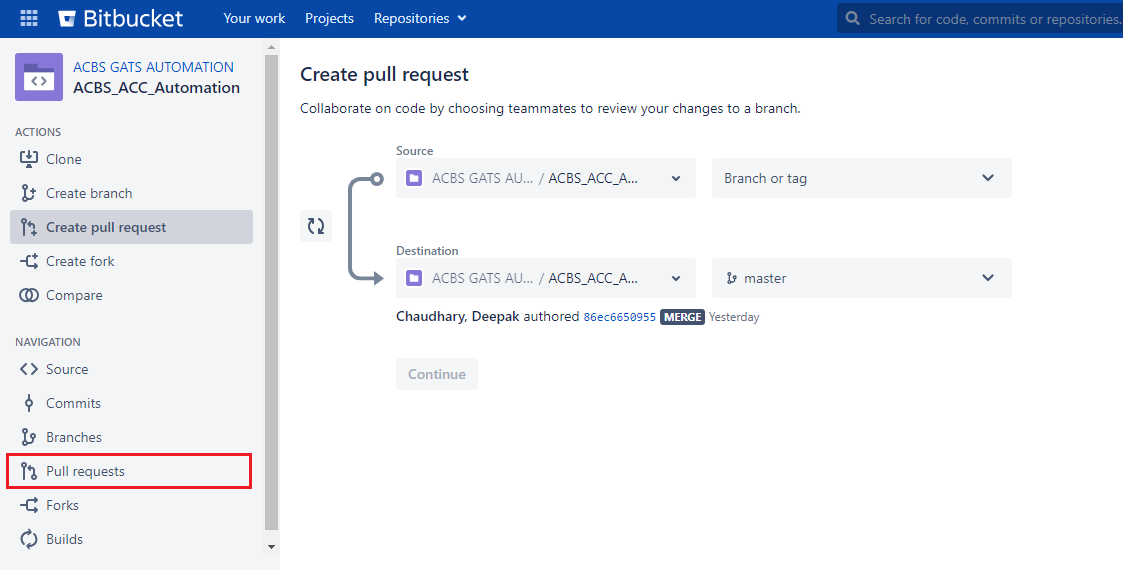 Bitbucket Your work Projects Repositories Search for code, commits or repositories.
ACBS GATS AUTOMATION
ACBS_ACC_Automation
ACTIONS
Clone
Create branch
Create pull request
Create fork
Compare
NAVIGATION
Source
Commits
Branches
Pull requests
Forks
Builds
Create pull request
Collaborate on code by choosing teammates to review your changes to a branch.
Source
ACBS GATS AU... / ACBS_ACC_A... Branch or tag
Destination
ACBS GATS AU... / ACBS_ACC_A... master
Chaudhary, Deepak authored 86ec6650955 MERGE Yesterday
Continue